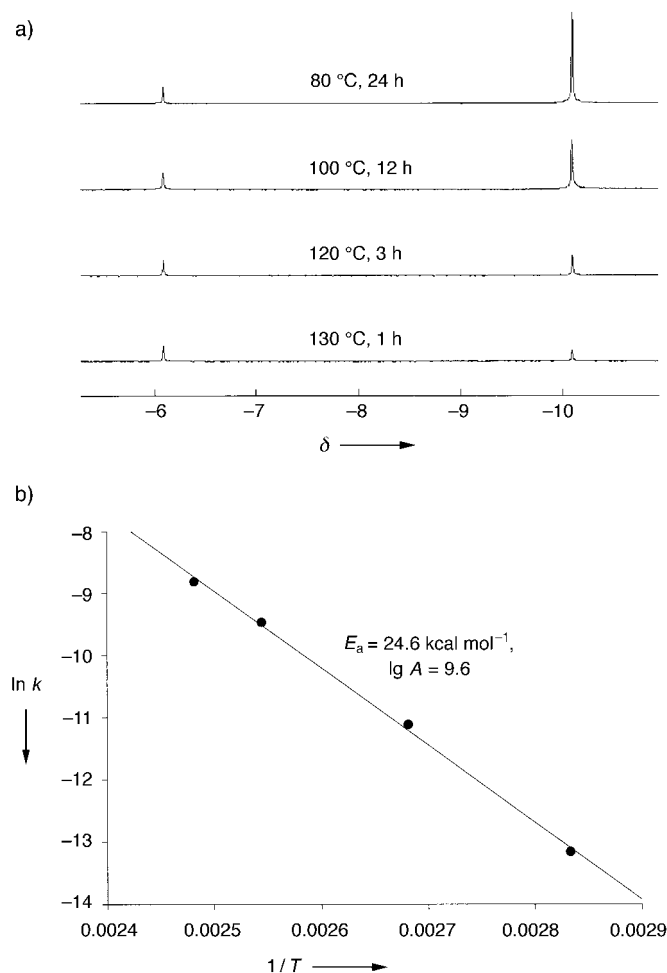 a)
80 °C, 24 h
100 °C, 12 h
120 °C, 3 h
130 °C, 1 h
–6 –7 –8 –9 –10
δ
b)
–8
–9
–10
–11
–12
–13
–14
ln k
Eₐ = 24.6 kcal mol⁻¹,
lg A = 9.6
0.0024 0.0025 0.0026 0.0027 0.0028 0.0029
1/T